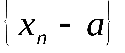 |x_n - a|